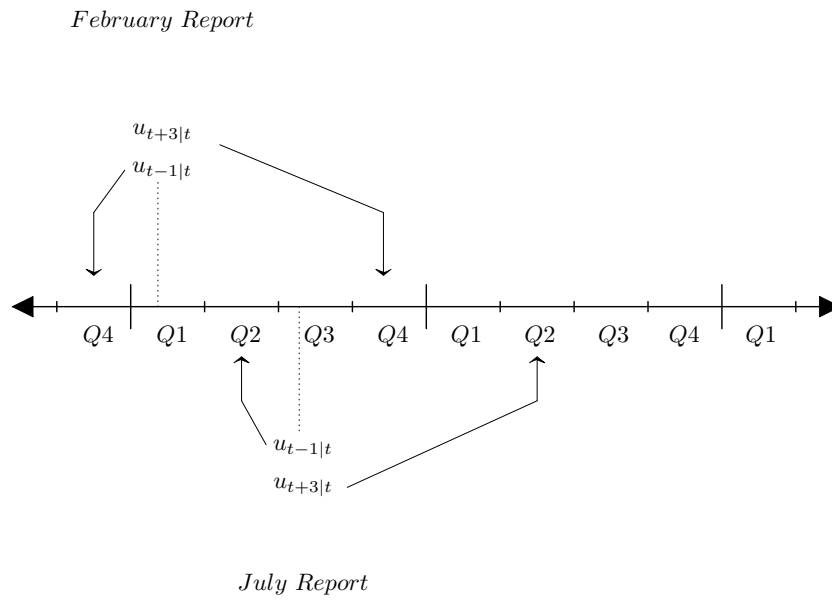 February Report
u_{t+3|t}
u_{t−1|t}
Q4 Q1 Q2 Q3 Q4 Q1 Q2 Q3 Q4 Q1
u_{t−1|t}
u_{t+3|t}
July Report